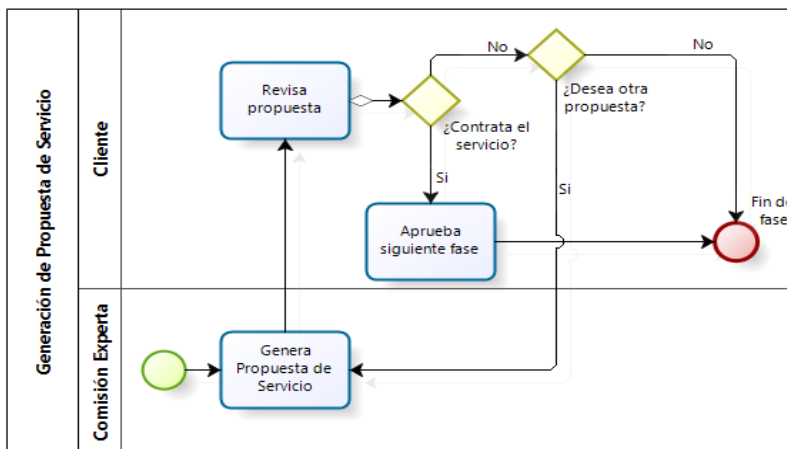 Generación de Propuesta de Servicio
Cliente
Revisa
propuesta
No
¿Contrata el
servicio?
Si
¿Desea otra
propuesta?
No
Si
Aprueba
siguiente fase
Fin de
fase
Comisión Experta
Genera
Propuesta de
Servicio